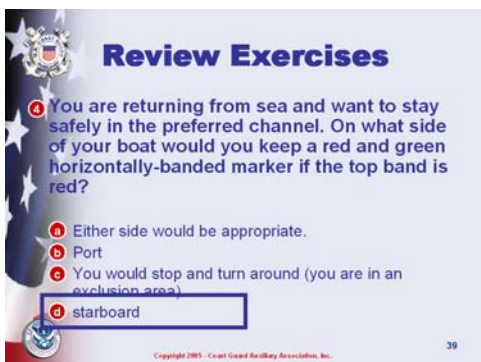 Review Exercises
4 You are returning from sea and want to stay
safely in the preferred channel. On what side
of your boat would you keep a red and green
horizontally-banded marker if the top band is
red?
a Either side would be appropriate.
b Port
c You would stop and turn around (you are in an
exclusion area)
d starboard
Copyright 2005 - Coast Guard Auxiliary Association, Inc.
39